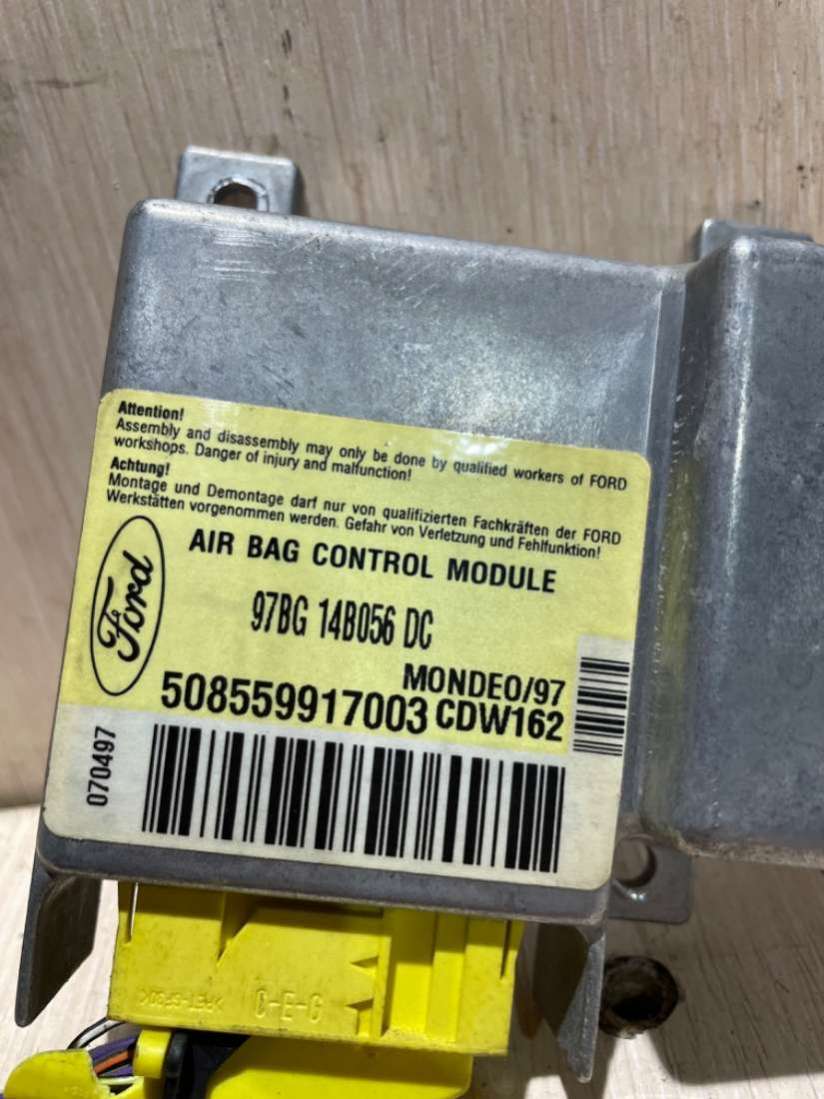 Attention!
Assembly and disassembly may only be done by qualified workers of FORD
workshops. Danger of injury and malfunction!
Achtung!
Montage und Demontage darf nur von qualifizierten Fachkräften der FORD
Werkstätten vorgenommen werden. Gefahr von Verletzung und Fehlfunktion!
Ford
AIR BAG CONTROL MODULE
97BG 14B056 DC
MONDEO/97
508559917003 CDW162
070497
C-E-G